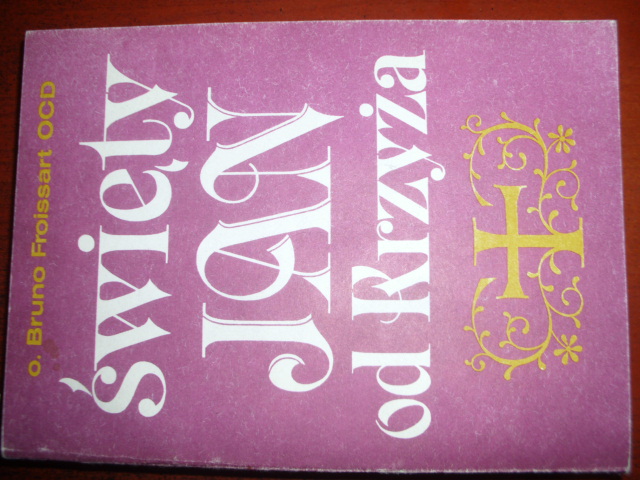 o. Bruno Froissart OCD
święty
JAN
od Krzyża